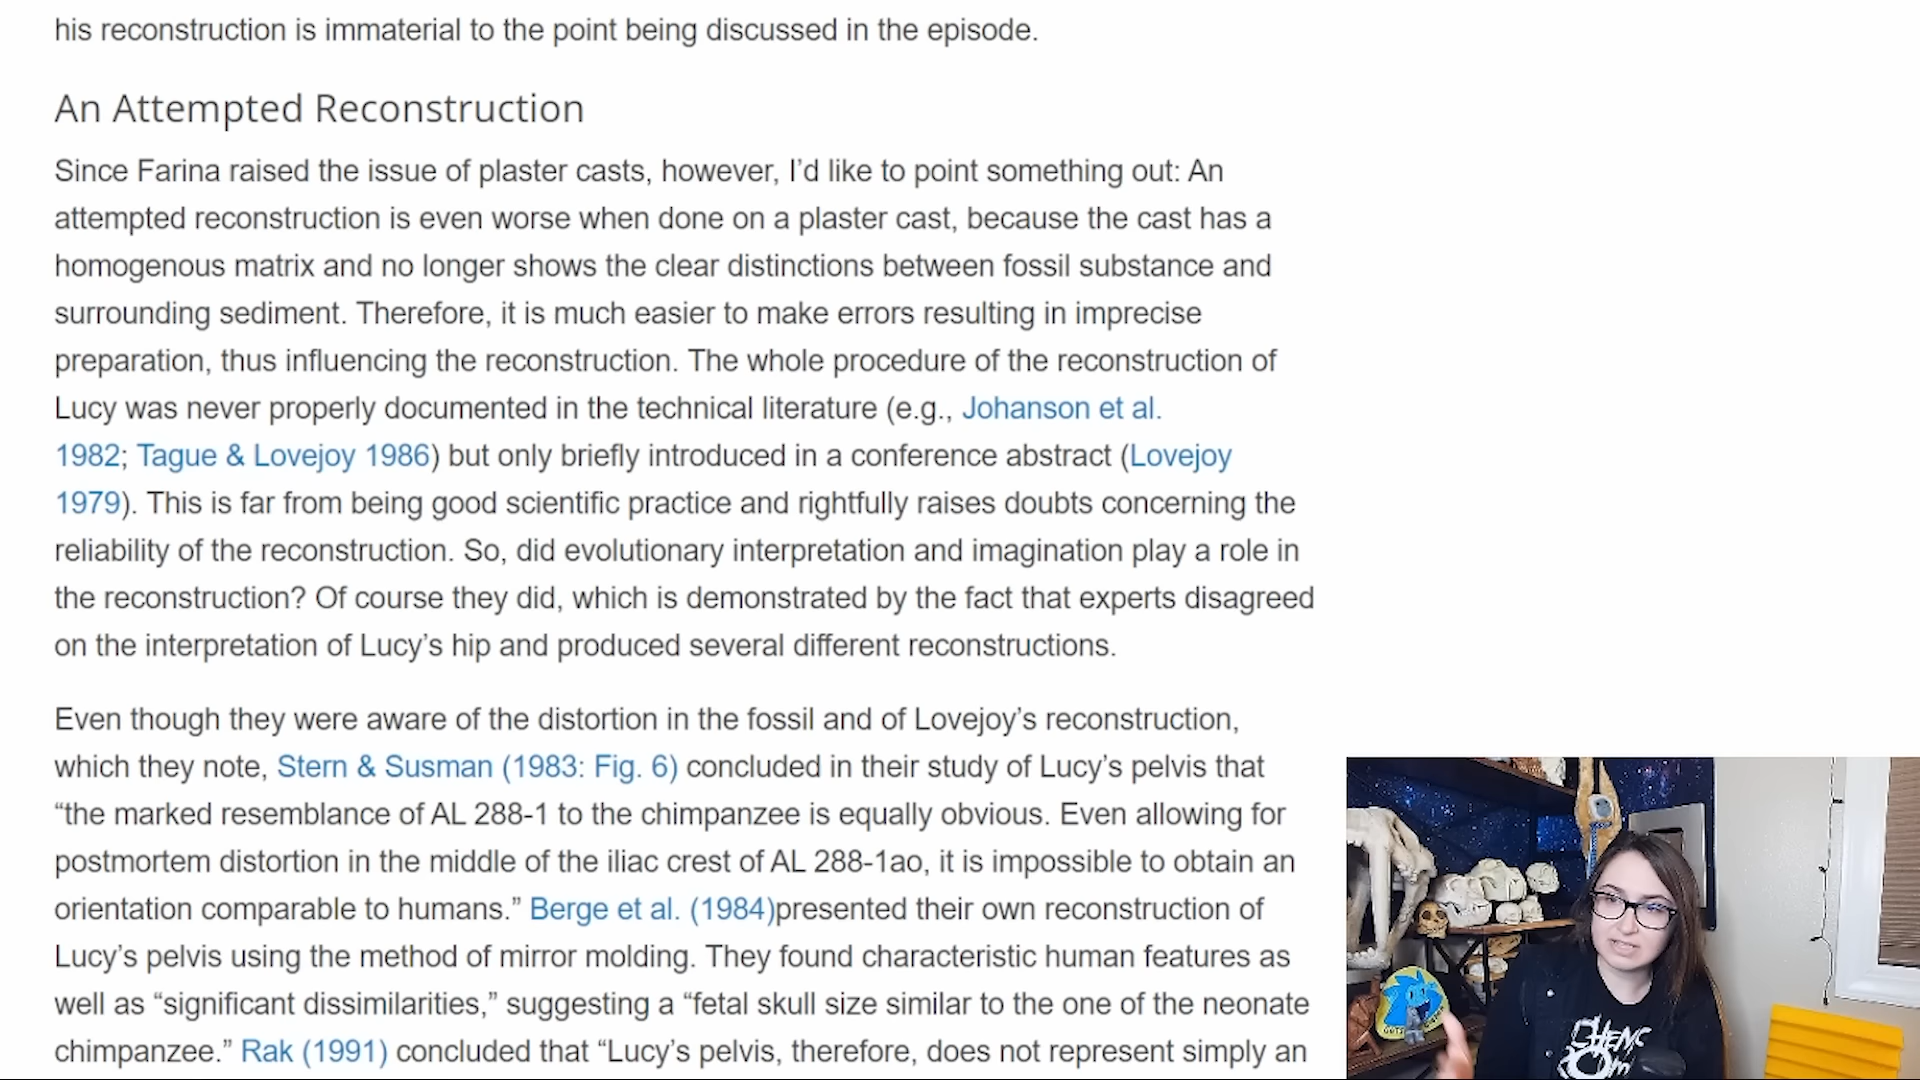 his reconstruction is immaterial to the point being discussed in the episode.
An Attempted Reconstruction
Since Farina raised the issue of plaster casts, however, I’d like to point something out: An
attempted reconstruction is even worse when done on a plaster cast, because the cast has a
homogenous matrix and no longer shows the clear distinctions between fossil substance and
surrounding sediment. Therefore, it is much easier to make errors resulting in imprecise
preparation, thus influencing the reconstruction. The whole procedure of the reconstruction of
Lucy was never properly documented in the technical literature (e.g., Johanson et al.
1982; Tague & Lovejoy 1986) but only briefly introduced in a conference abstract (Lovejoy
1979). This is far from being good scientific practice and rightfully raises doubts concerning the
reliability of the reconstruction. So, did evolutionary interpretation and imagination play a role in
the reconstruction? Of course they did, which is demonstrated by the fact that experts disagreed
on the interpretation of Lucy’s hip and produced several different reconstructions.
Even though they were aware of the distortion in the fossil and of Lovejoy’s reconstruction,
which they note, Stern & Susman (1983: Fig. 6) concluded in their study of Lucy’s pelvis that
“the marked resemblance of AL 288-1 to the chimpanzee is equally obvious. Even allowing for
postmortem distortion in the middle of the iliac crest of AL 288-1ao, it is impossible to obtain an
orientation comparable to humans.” Berge et al. (1984)presented their own reconstruction of
Lucy’s pelvis using the method of mirror molding. They found characteristic human features as
well as “significant dissimilarities,” suggesting a “fetal skull size similar to the one of the neonate
chimpanzee.” Rak (1991) concluded that “Lucy’s pelvis, therefore, does not represent simply an